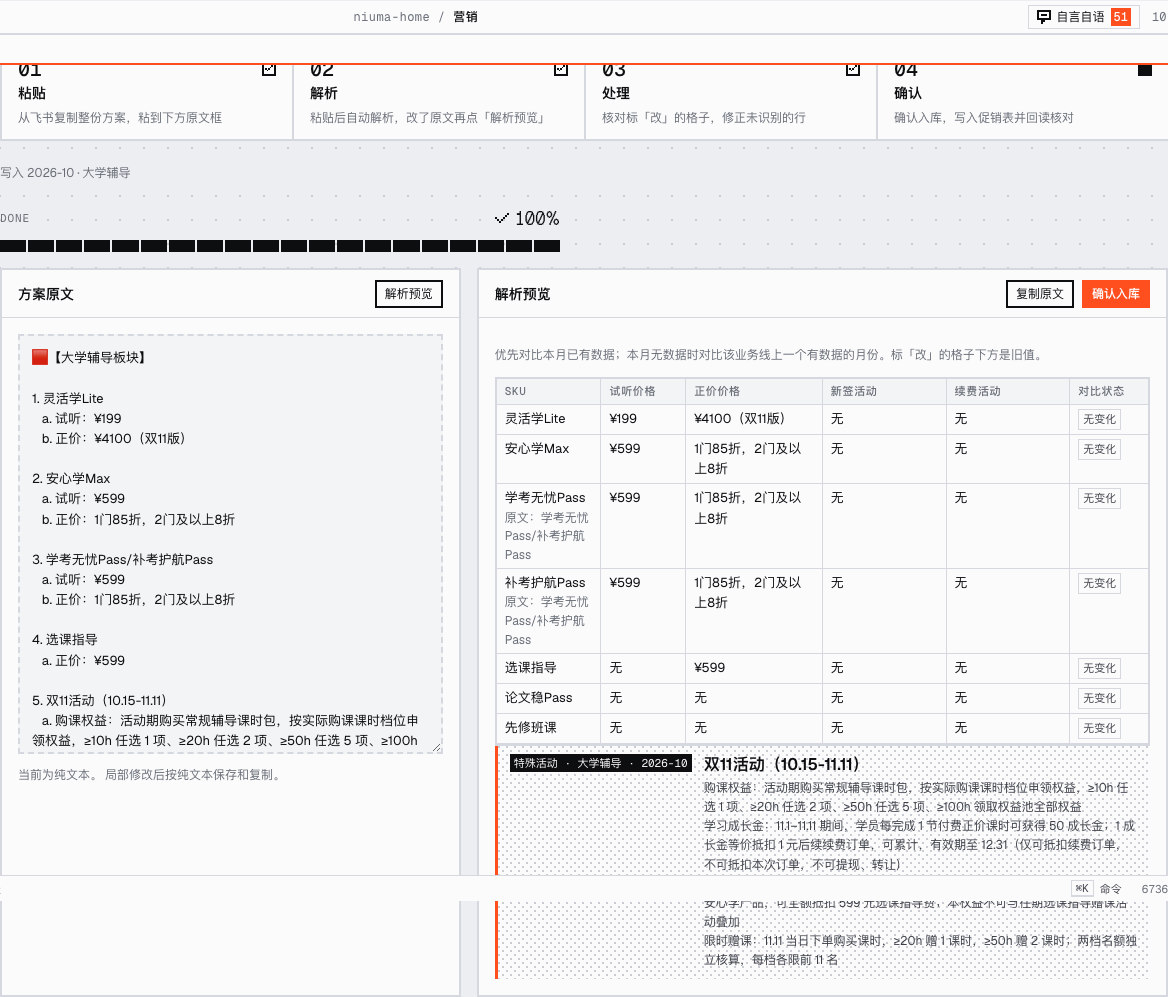 niuma-home / 营销
自言自语 51
10
01
粘贴
从飞书复制整份方案，粘到下方原文框
02
解析
粘贴后自动解析，改了原文再点「解析预览」
03
处理
核对标「改」的格子，修正未识别的行
04
确认
确认入库，写入促销表并回读核对
写入 2026-10 · 大学辅导
DONE
100%
方案原文
解析预览
🟥【大学辅导板块】
1. 灵活学Lite
a. 试听：¥199
b. 正价：¥4100（双11版）
2. 安心学Max
a. 试听：¥599
b. 正价：1门85折，2门及以上8折
3. 学考无忧Pass/补考护航Pass
a. 试听：¥599
b. 正价：1门85折，2门及以上8折
4. 选课指导
a. 正价：¥599
5. 双11活动（10.15-11.11）
a. 购课权益：活动期购买常规辅导课时包，按实际购课课时档位申
领权益，≥10h 任选 1 项、≥20h 任选 2 项、≥50h 任选 5 项、≥100h
当前为纯文本。 局部修改后按纯文本保存和复制。
解析预览
复制原文
确认入库
优先对比本月已有数据；本月无数据时对比该业务线上一个有数据的月份。标「改」的格子下方是旧值。
SKU 试听价格 正价价格 新签活动 续费活动 对比状态
灵活学Lite ¥199 ¥4100（双11版） 无 无 无变化
安心学Max ¥599 1门85折，2门及以 无 无 无变化
上8折
学考无忧Pass ¥599 1门85折，2门及以 无 无 无变化
原文：学考无忧 上8折
Pass/补考护航
Pass
补考护航Pass ¥599 1门85折，2门及以 无 无 无变化
原文：学考无忧 上8折
Pass/补考护航
Pass
选课指导 无 ¥599 无 无 无变化
论文稳Pass 无 无 无 无 无变化
先修班课 无 无 无 无 无变化
特殊活动 · 大学辅导 · 2026-10
双11活动（10.15-11.11）
购课权益：活动期购买常规辅导课时包，按实际购课课时档位申领权益，≥10h 任
选 1 项、≥20h 任选 2 项、≥50h 任选 5 项、≥100h 领取权益池全部权益
学习成长金：11.1–11.11 期间，学员每完成 1 节付费正价课时可获得 50 成长金；1 成
长金等价抵扣 1 元后续续费订单，可累计，有效期至 12.31（仅可抵扣续费订单，
不可抵扣本次订单，不可提现、转让）
⌘K 命令
6736
安心学产品，可全额抵扣 599 元选课指导费；本权益不可与往期选课指导赠课活
动叠加
限时赠课：11.11 当日下单购买课时，≥20h 赠 1 课时，≥50h 赠 2 课时；两档名额独
立核算，每档各限前 11 名